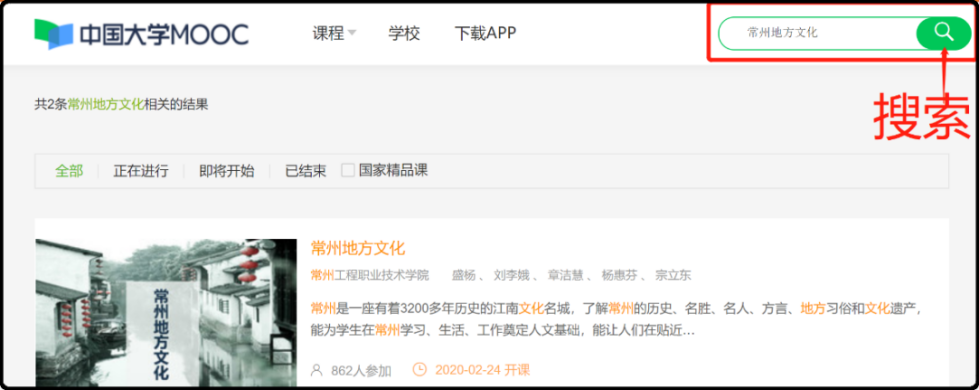 中国大学MOOC
课程
学校
下载APP
常州地方文化
搜索
共2条常州地方文化相关的结果
全部
正在进行
即将开始
已结束
国家精品课
常州地方文化
常州地方文化
常州工程职业技术学院 盛杨 、 刘李娥 、 章洁慧 、 杨惠芬 、 宗立东
常州是一座有着3200多年历史的江南文化名城，了解常州的历史、名胜、名人、方言、地方习俗和文化遗产，
能为学生在常州学习、生活、工作奠定人文基础，能让人们在贴近...
862人参加
2020-02-24 开课